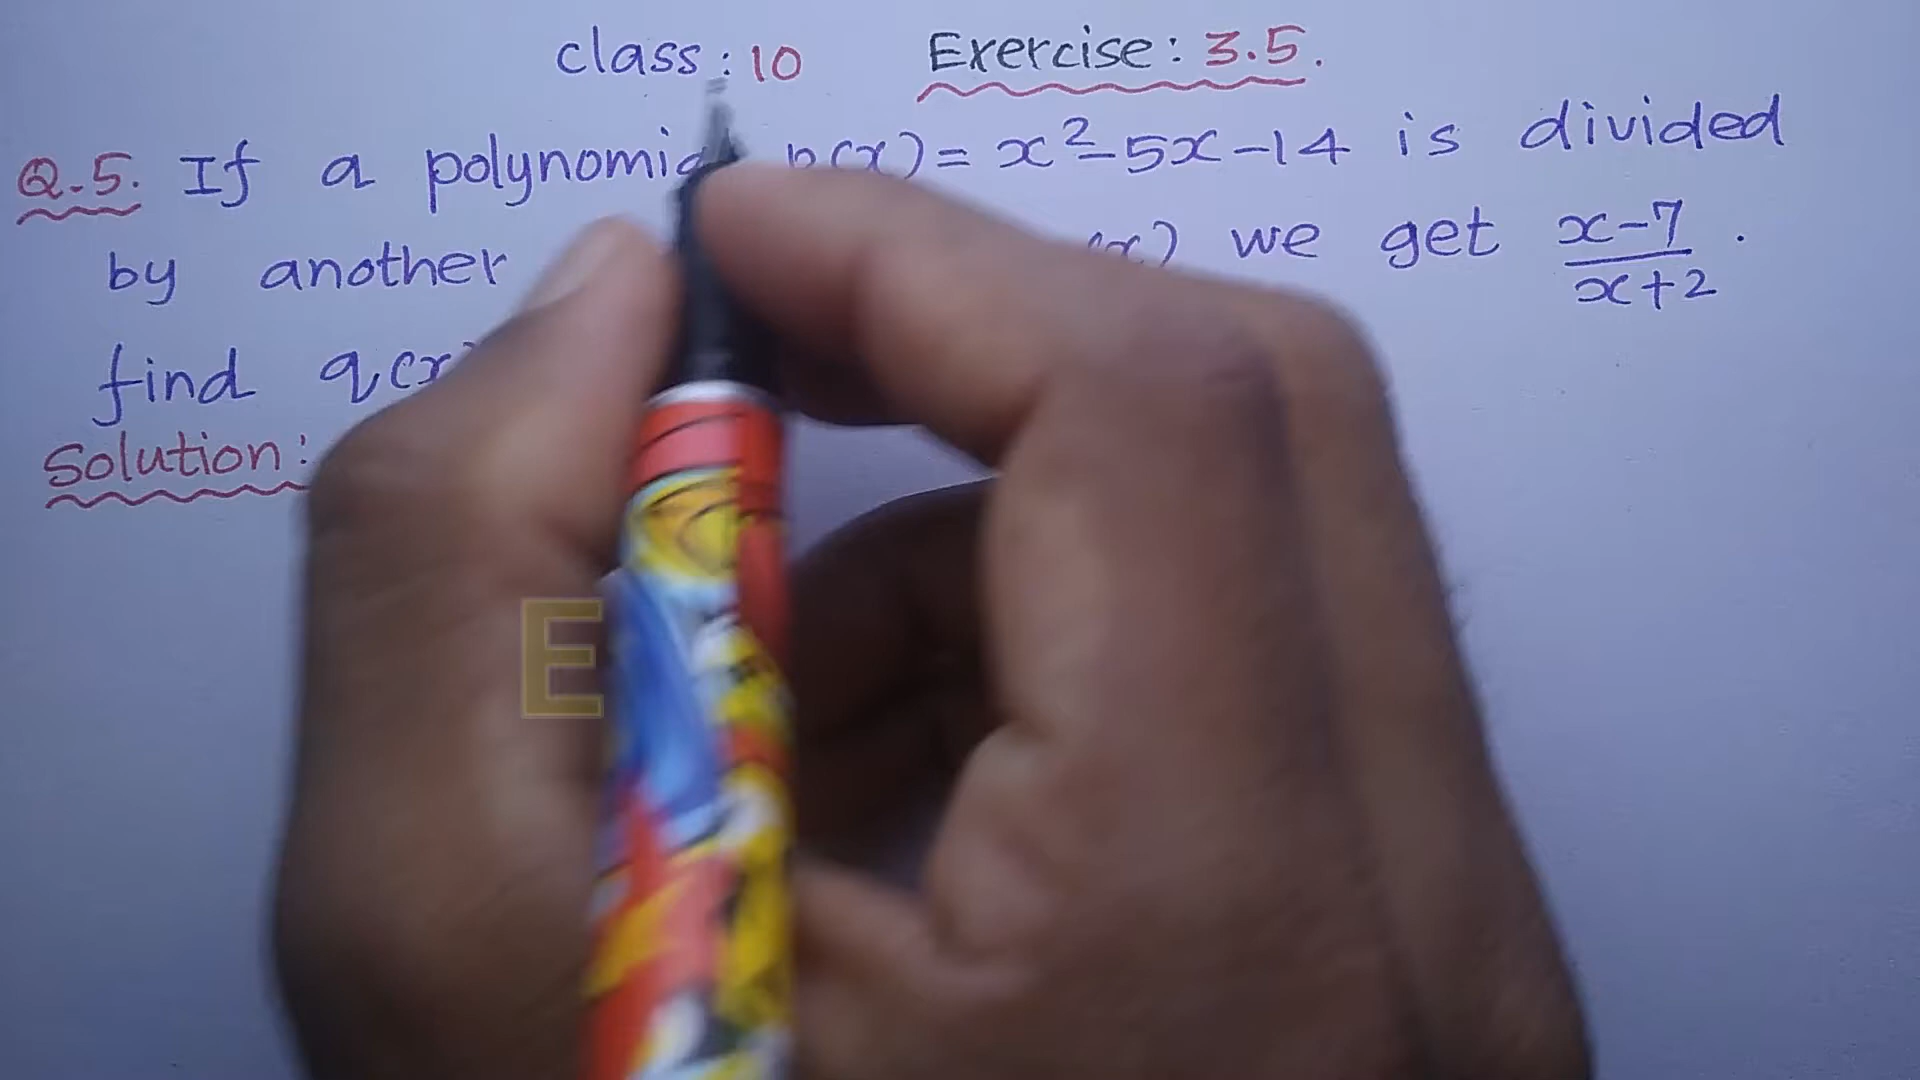 class: 10 Exercise: 3.5.
Q.5. If a p(x) = x²-5x-14 is divided
by another we get x-7/x+2.
find
Solution:
E